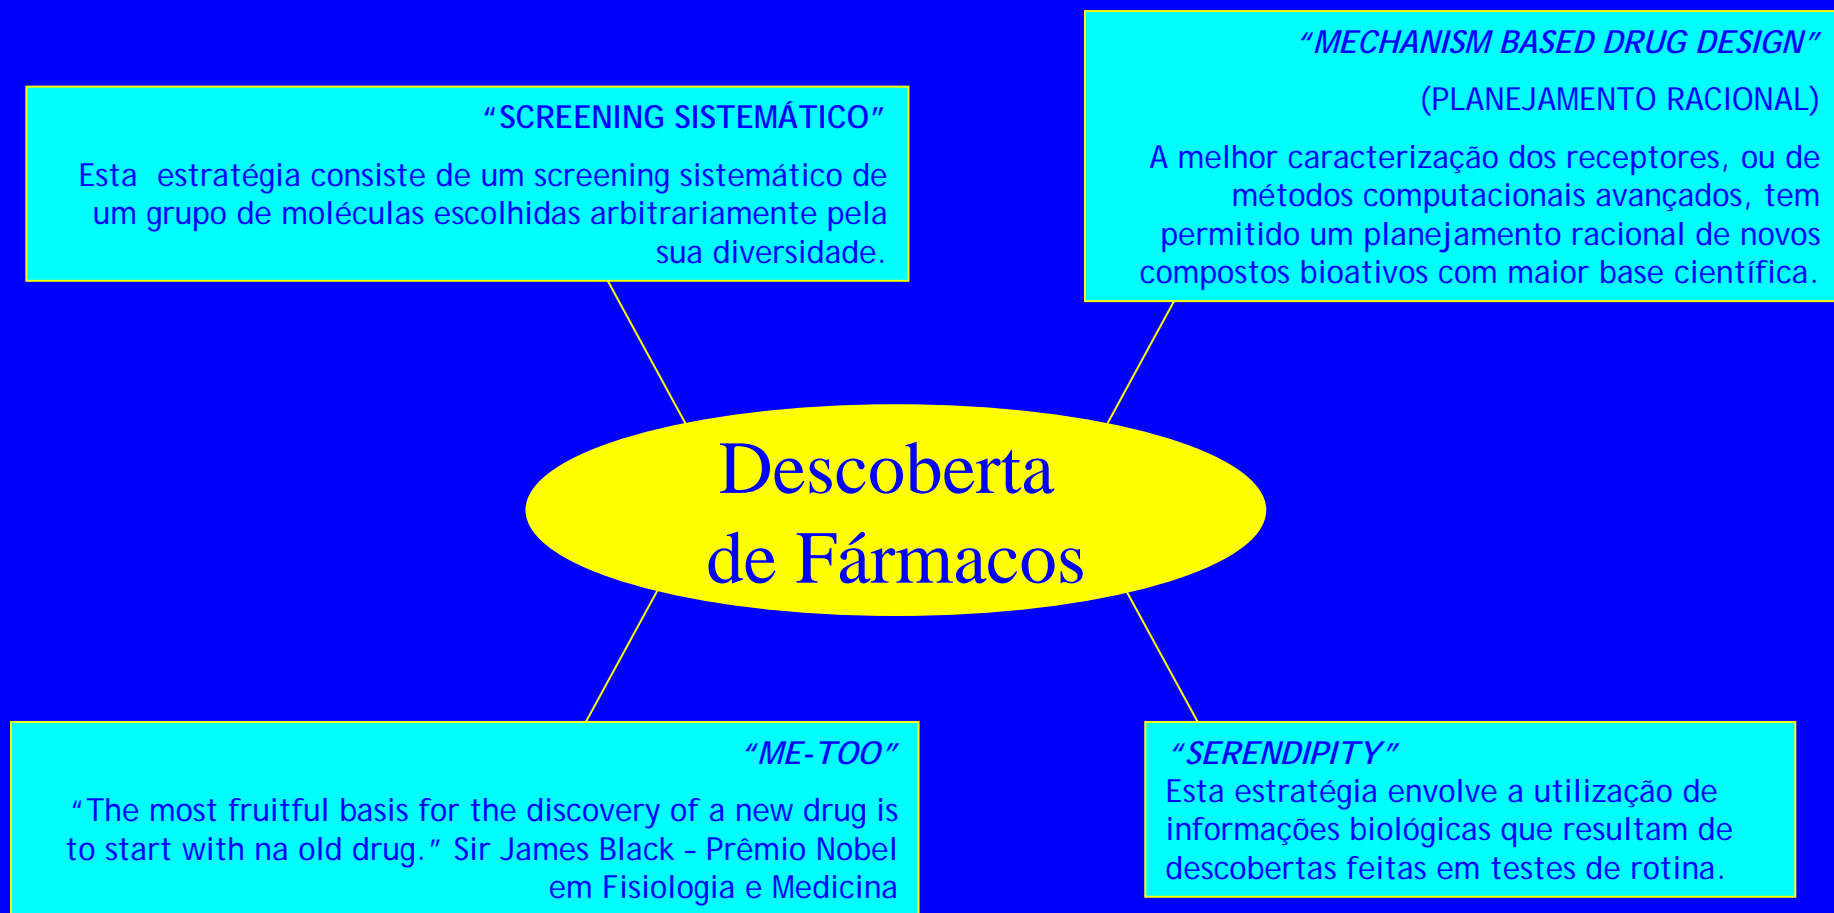 “SCREENING SISTEMÁTICO”
Esta  estratégia consiste de um screening sistemático de
um grupo de moléculas escolhidas arbitrariamente pela
sua diversidade.
“MECHANISM BASED DRUG DESIGN”
(PLANEJAMENTO RACIONAL)
A melhor caracterização dos receptores, ou de
métodos computacionais avançados, tem
permitido um planejamento racional de novos
compostos bioativos com maior base científica.
Descoberta
de Fármacos
“ME-TOO”
“The most fruitful basis for the discovery of a new drug is
to start with na old drug.” Sir James Black – Prêmio Nobel
em Fisiologia e Medicina
“SERENDIPITY”
Esta estratégia envolve a utilização de
informações biológicas que resultam de
descobertas feitas em testes de rotina.